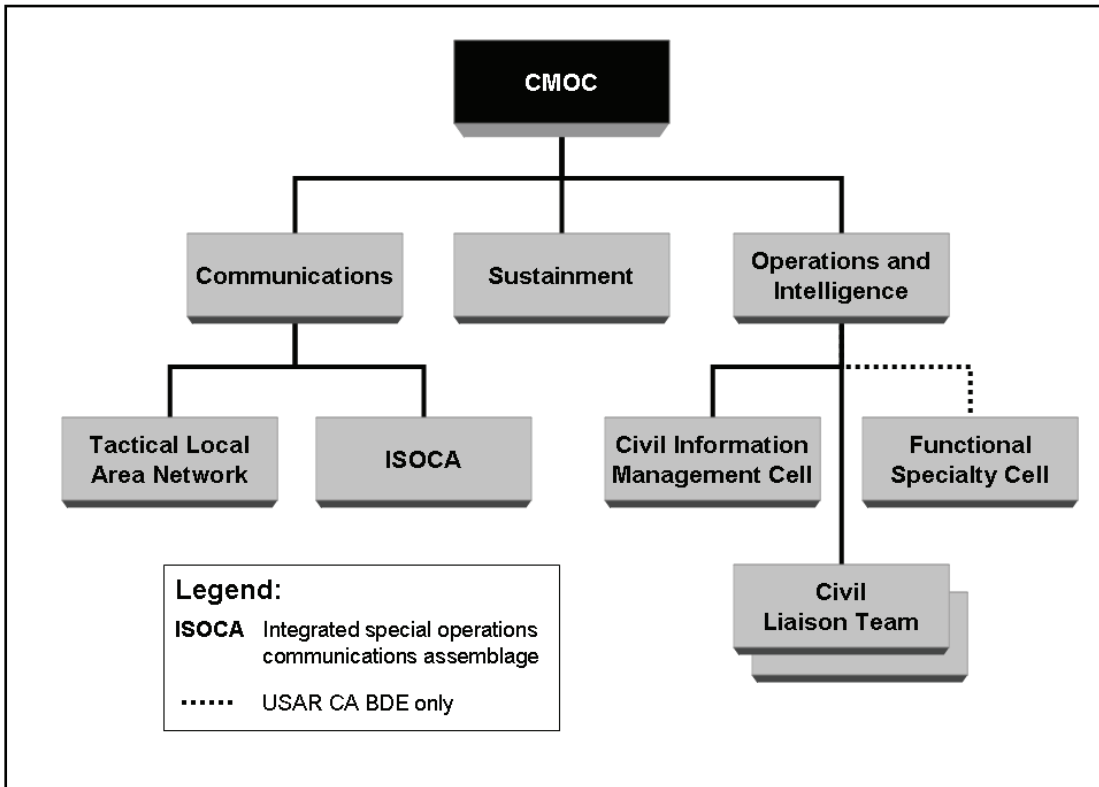 CMOC
Communications
Sustainment
Operations and
Intelligence
Tactical Local
Area Network
ISOCA
Civil Information
Management Cell
Functional
Specialty Cell
Civil
Liaison Team
Legend:
ISOCA Integrated special operations
communications assemblage
USAR CA BDE only